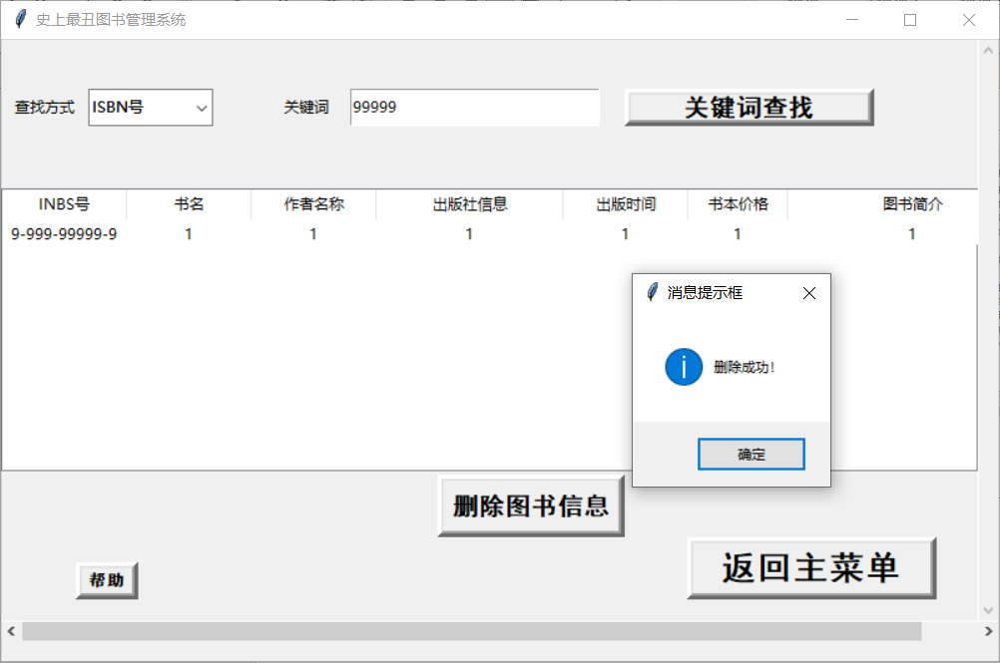 史上最丑图书管理系统
查找方式 ISBN号 关键词 99999 关键词查找
INBS号 书名 作者名称 出版社信息 出版时间 书本价格 图书简介
9-999-99999-9 1 1 1 1 1 1
消息提示框
删除成功!
确定
删除图书信息
返回主菜单
帮助